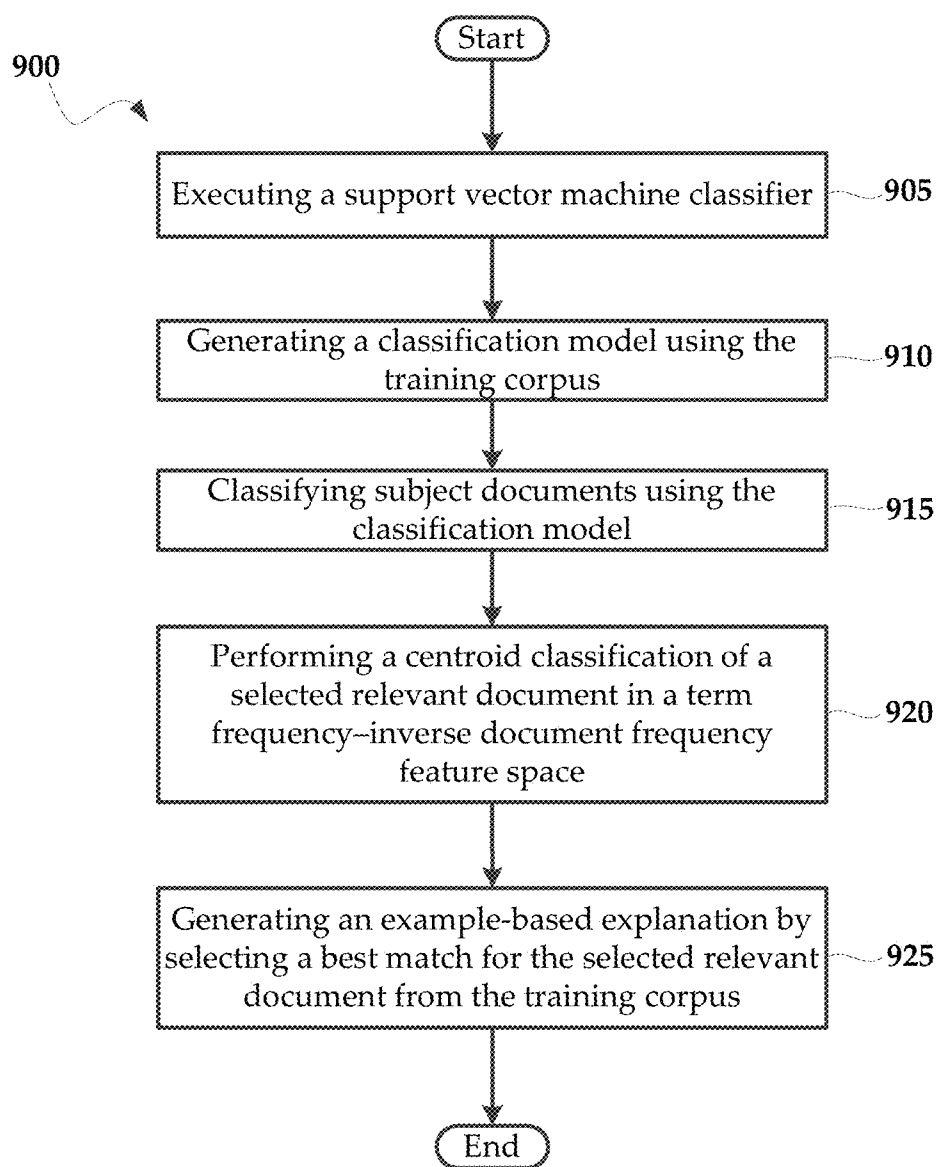 Start
900
Executing a support vector machine classifier
905
Generating a classification model using the
training corpus
910
Classifying subject documents using the
classification model
915
Performing a centroid classification of a
selected relevant document in a term
frequency–inverse document frequency
feature space
920
Generating an example-based explanation by
selecting a best match for the selected relevant
document from the training corpus
925
End